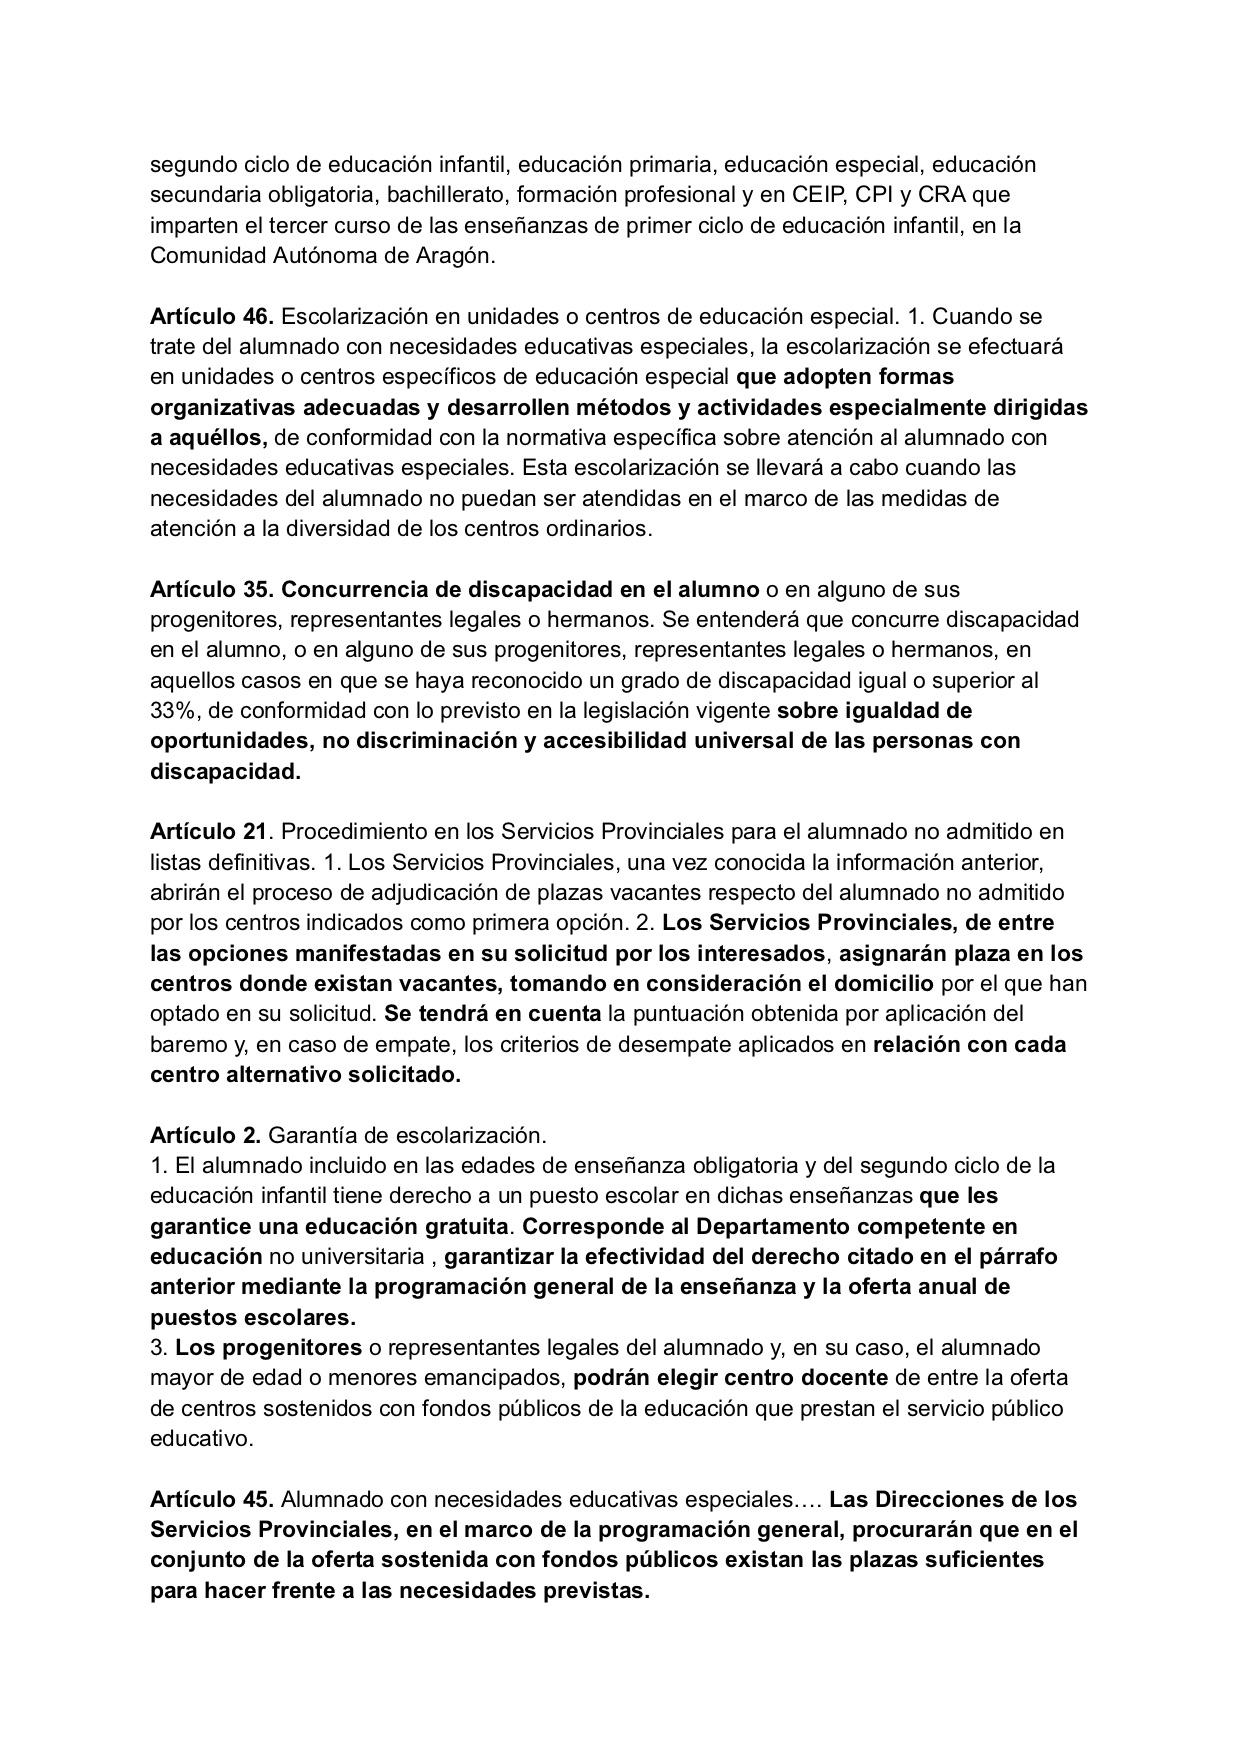 segundo ciclo de educación infantil, educación primaria, educación especial, educación
secundaria obligatoria, bachillerato, formación profesional y en CEIP, CPI y CRA que
imparten el tercer curso de las enseñanzas de primer ciclo de educación infantil, en la
Comunidad Autónoma de Aragón.
Artículo 46. Escolarización en unidades o centros de educación especial. 1. Cuando se
trate del alumnado con necesidades educativas especiales, la escolarización se efectuará
en unidades o centros específicos de educación especial que adopten formas
organizativas adecuadas y desarrollen métodos y actividades especialmente dirigidas
a aquéllos, de conformidad con la normativa específica sobre atención al alumnado con
necesidades educativas especiales. Esta escolarización se llevará a cabo cuando las
necesidades del alumnado no puedan ser atendidas en el marco de las medidas de
atención a la diversidad de los centros ordinarios.
Artículo 35. Concurrencia de discapacidad en el alumno o en alguno de sus
progenitores, representantes legales o hermanos. Se entenderá que concurre discapacidad
en el alumno, o en alguno de sus progenitores, representantes legales o hermanos, en
aquellos casos en que se haya reconocido un grado de discapacidad igual o superior al
33%, de conformidad con lo previsto en la legislación vigente sobre igualdad de
oportunidades, no discriminación y accesibilidad universal de las personas con
discapacidad.
Artículo 21. Procedimiento en los Servicios Provinciales para el alumnado no admitido en
listas definitivas. 1. Los Servicios Provinciales, una vez conocida la información anterior,
abrirán el proceso de adjudicación de plazas vacantes respecto del alumnado no admitido
por los centros indicados como primera opción. 2. Los Servicios Provinciales, de entre
las opciones manifestadas en su solicitud por los interesados, asignarán plaza en los
centros donde existan vacantes, tomando en consideración el domicilio por el que han
optado en su solicitud. Se tendrá en cuenta la puntuación obtenida por aplicación del
baremo y, en caso de empate, los criterios de desempate aplicados en relación con cada
centro alternativo solicitado.
Artículo 2. Garantía de escolarización.
1. El alumnado incluido en las edades de enseñanza obligatoria y del segundo ciclo de la
educación infantil tiene derecho a un puesto escolar en dichas enseñanzas que les
garantice una educación gratuita. Corresponde al Departamento competente en
educación no universitaria , garantizar la efectividad del derecho citado en el párrafo
anterior mediante la programación general de la enseñanza y la oferta anual de
puestos escolares.
3. Los progenitores o representantes legales del alumnado y, en su caso, el alumnado
mayor de edad o menores emancipados, podrán elegir centro docente de entre la oferta
de centros sostenidos con fondos públicos de la educación que prestan el servicio público
educativo.
Artículo 45. Alumnado con necesidades educativas especiales…. Las Direcciones de los
Servicios Provinciales, en el marco de la programación general, procurarán que en el
conjunto de la oferta sostenida con fondos públicos existan las plazas suficientes
para hacer frente a las necesidades previstas.